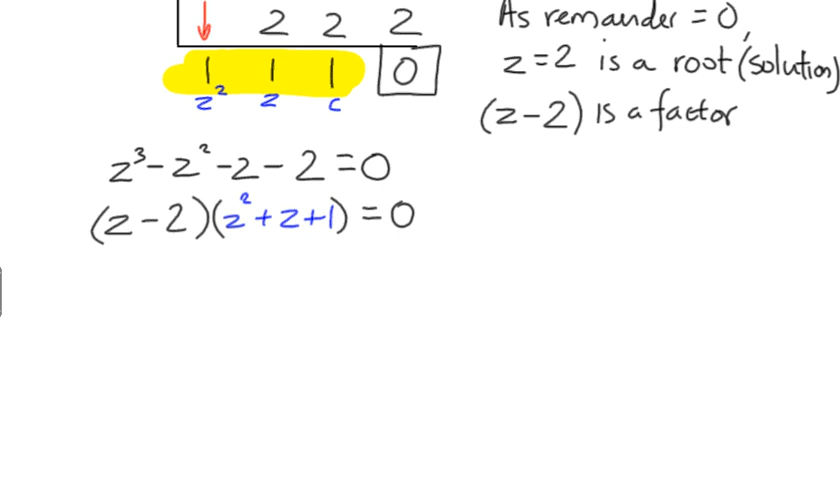 2 2 2
1 1 1 0
z² z c
As remander = 0,
z = 2 is a root (solution)
(z - 2) is a factor
z³ - z² - z - 2 = 0
(z - 2)(z² + z + 1) = 0